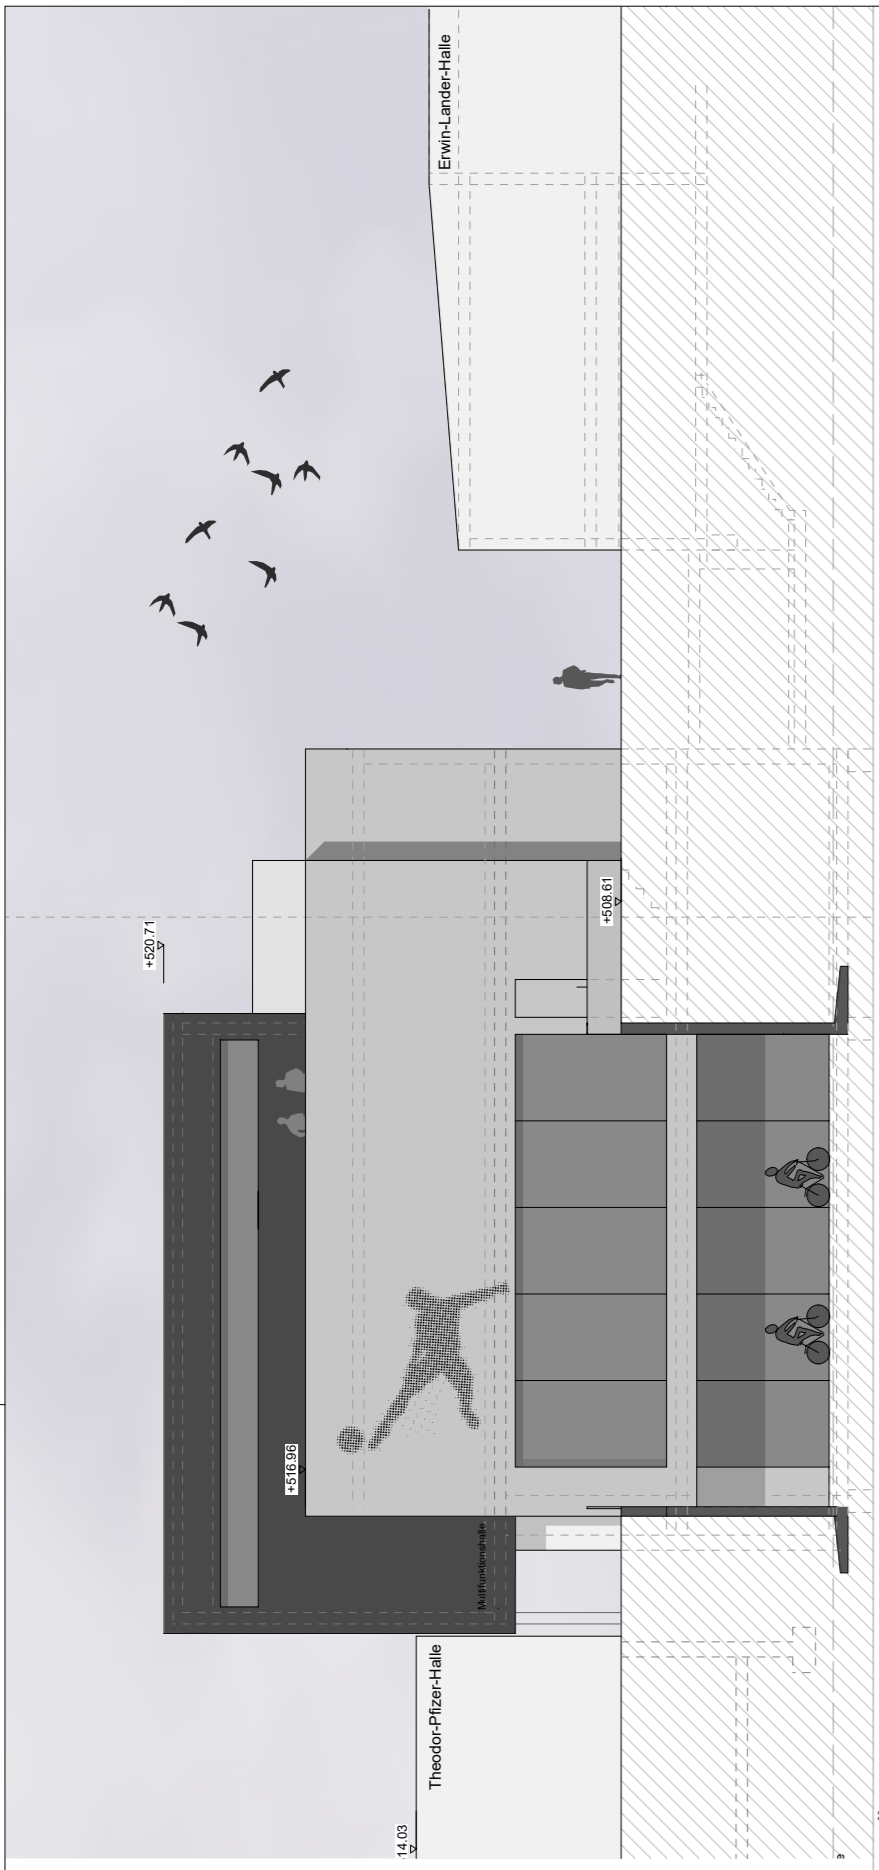 14.03
Theodor-Pfizer-Halle
Multifunktionshalle
+516.96
+520.71
+508.61
Erwin-Lander-Halle